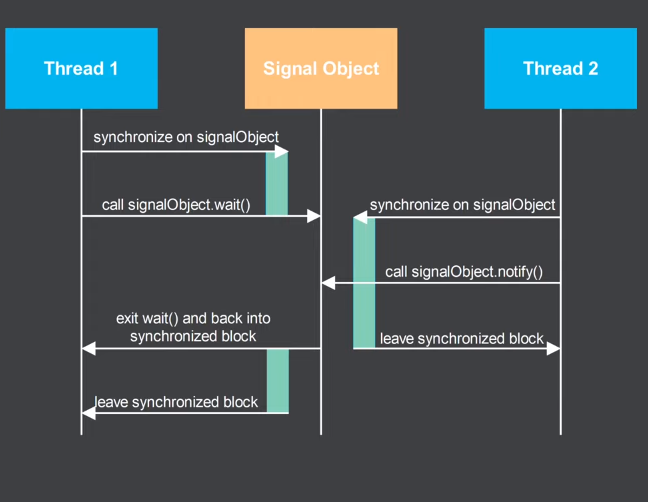 Thread 1
Signal Object
Thread 2
synchronize on signalObject
call signalObject.wait()
synchronize on signalObject
call signalObject.notify()
exit wait() and back into
synchronized block
leave synchronized block
leave synchronized block